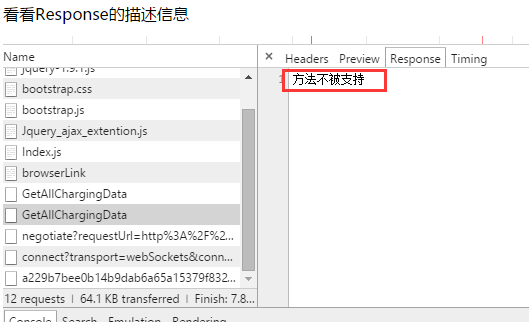 看看Response的描述信息
Name
× Headers Preview Response Timing
jquery-1.9.1.js
1 方法不被支持
bootstrap.css
bootstrap.js
Jquery_ajax_extention.js
Index.js
browserLink
GetAllChargingData
GetAllChargingData
negotiate?requestUrl=http%3A%2F%2...
connect?transport=webSockets&conn...
a229b7bee0b14b9dab6a65a15379f832...
12 requests I 64.1 KB transferred I Finish: 7.8...
Console Search Emulation Rendering